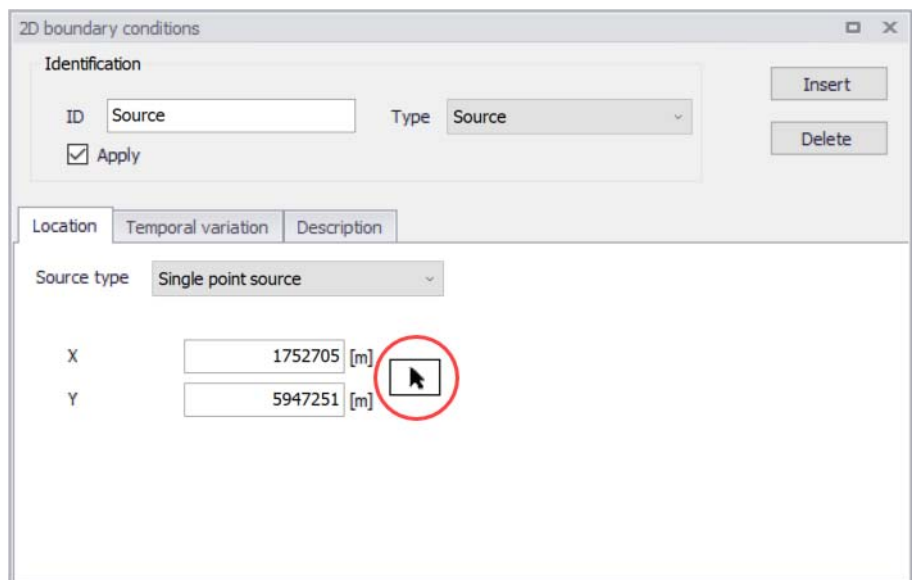 2D boundary conditions
Identification
ID Source Type Source
Apply
Insert
Delete
Location Temporal variation Description
Source type Single point source
X 1752705 [m]
Y 5947251 [m]